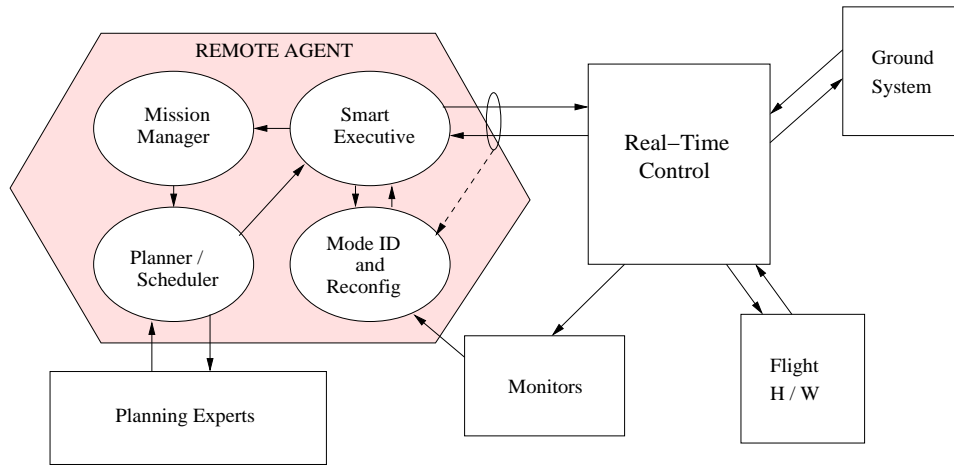 REMOTE AGENT
Mission
Manager
Smart
Executive
Planner /
Scheduler
Mode ID
and
Reconfig
Real−Time
Control
Ground
System
Planning Experts
Monitors
Flight
H / W